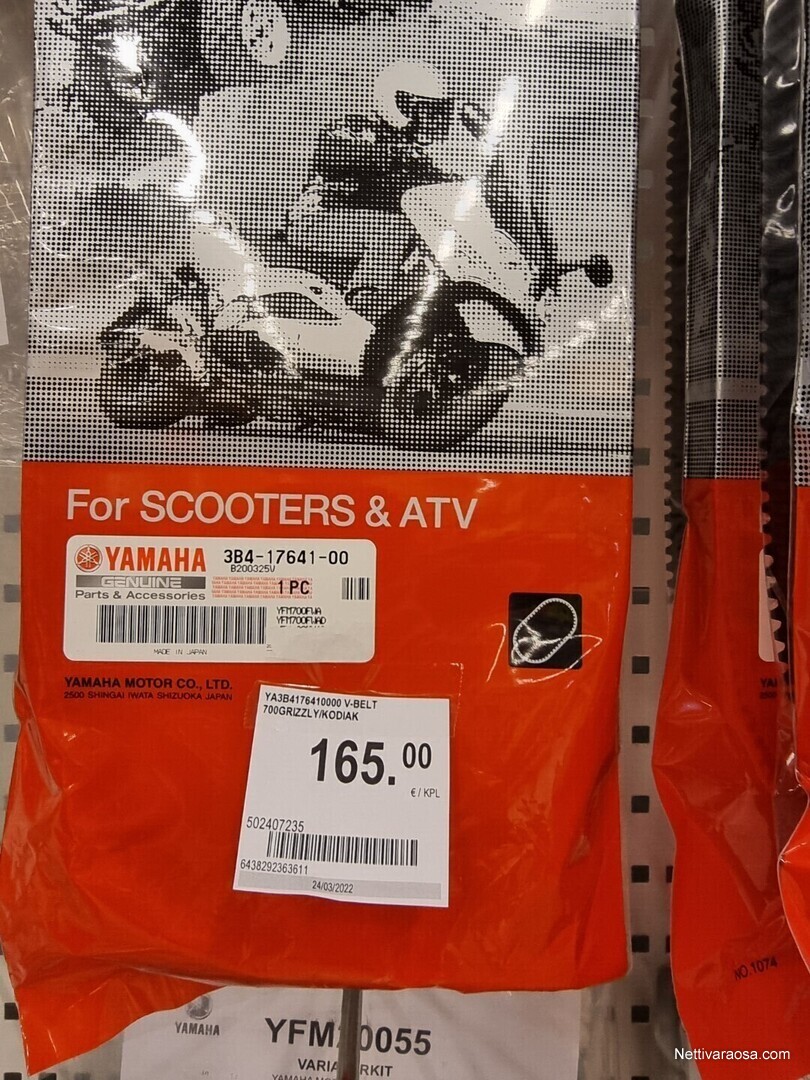 For SCOOTERS & ATV
YAMAHA
GENUINE
Parts & Accessories
3B4-17641-00
B200325V
1 PC
YFM700FWA
YFM700FWAD
MADE IN JAPAN
YAMAHA MOTOR CO., LTD.
2500 SHINGAI IWATA SHIZUOKA JAPAN
YA3B4176410000 V-BELT
700GRIZZLY/KODIAK
165.00
€ / KPL
502407235
6438292363611
24/03/2022
NO.1074
YAMAHA
Nettivaraosa.com